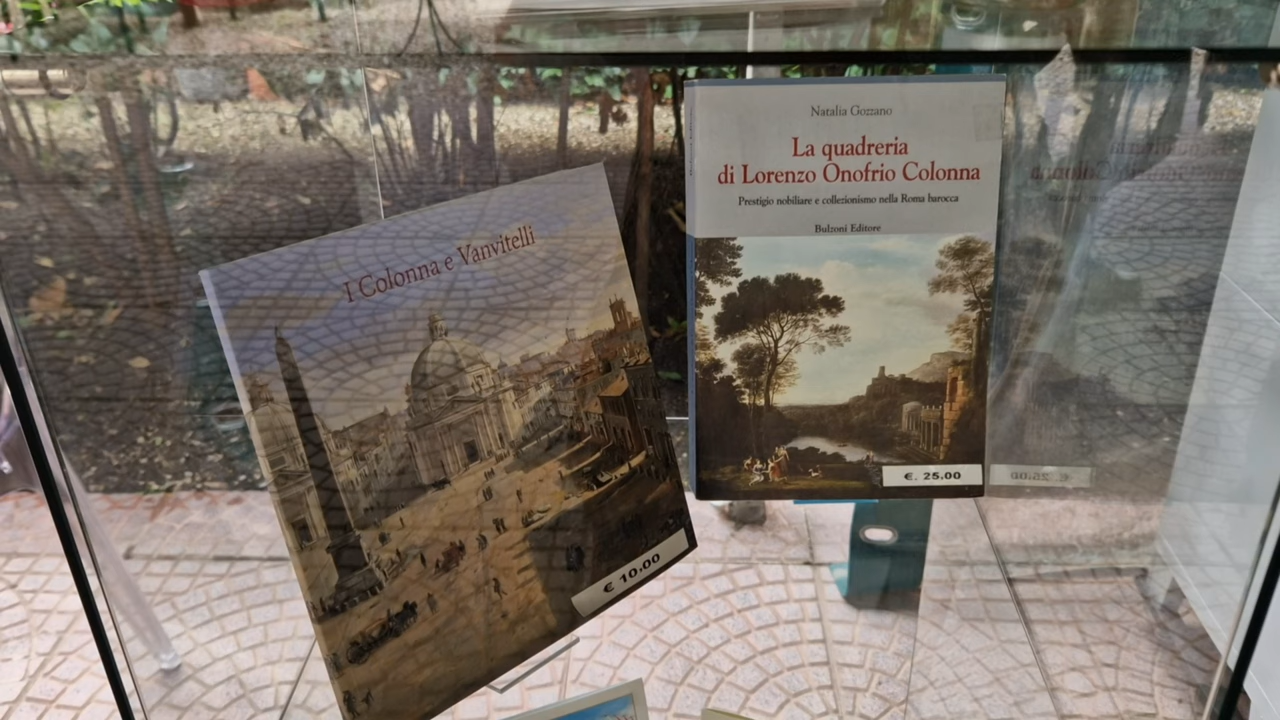 I Colonna e Vanvitelli
€ 10.00
Natalia Gozzano
La quadreria
di Lorenzo Onofrio Colonna
Prestigio nobiliare e collezionismo nella Roma barocca
Bulzoni Editore
€. 25.00